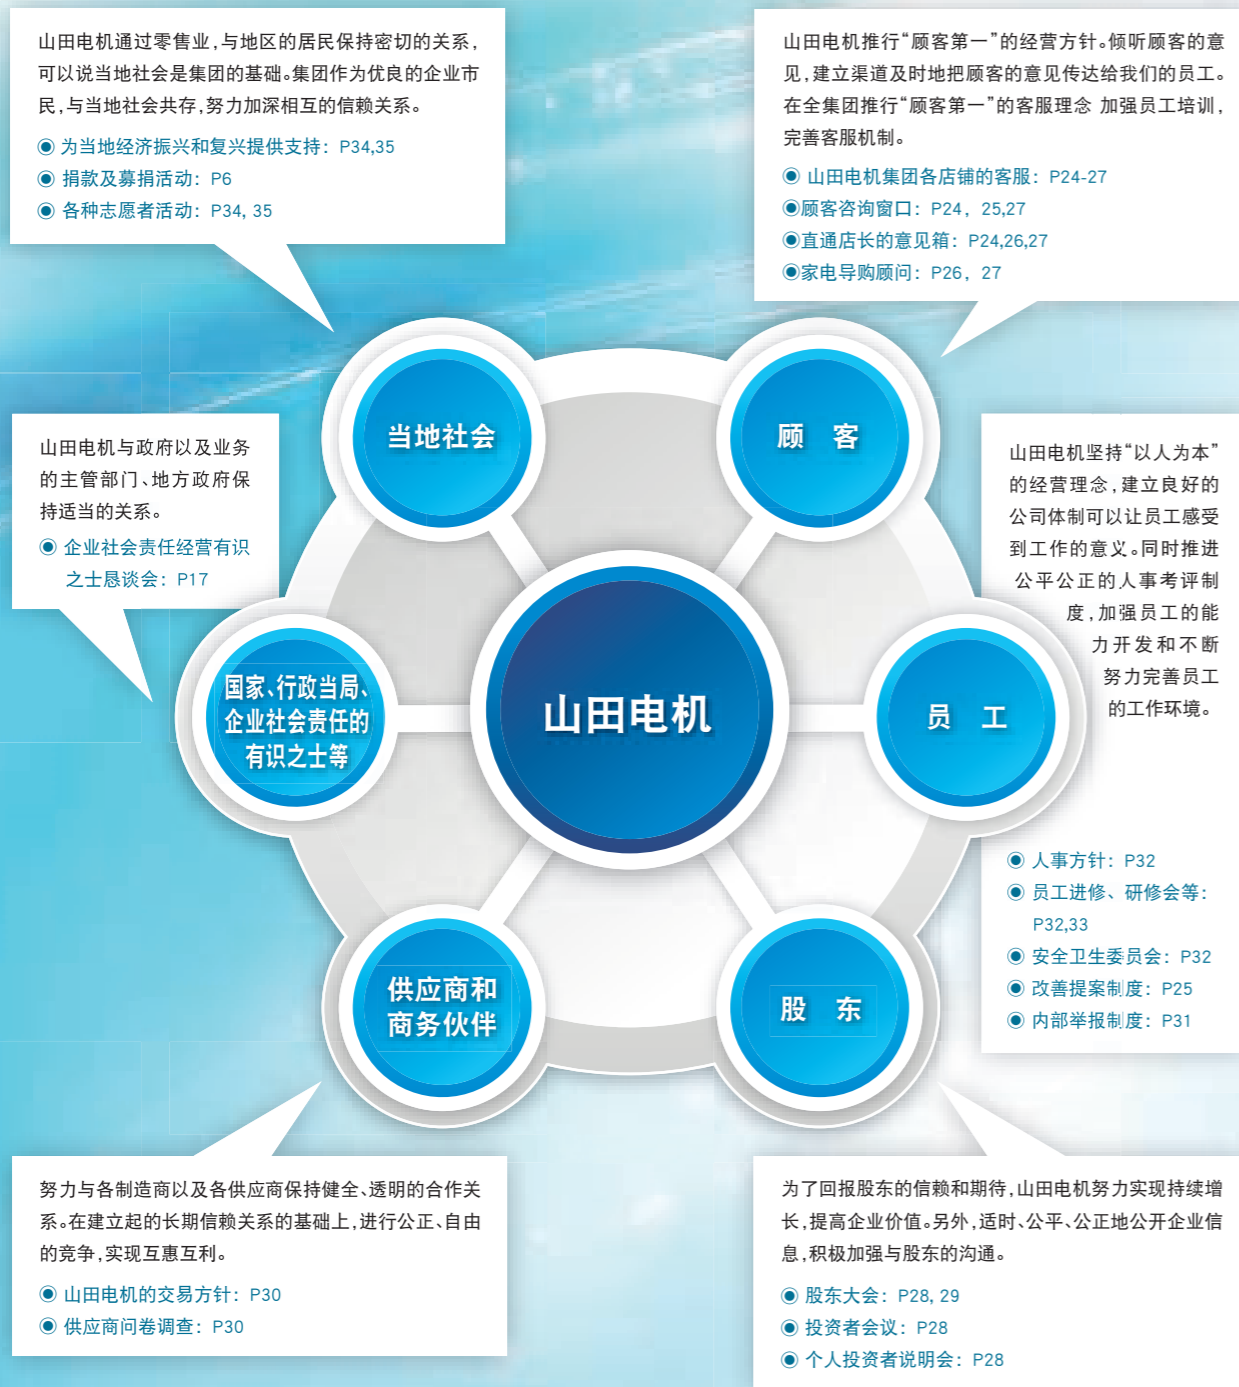 山田电机通过零售业,与地区的居民保持密切的关系,
可以说当地社会是集团的基础。集团作为优良的企业市
民,与当地社会共存,努力加深相互的信赖关系。
◉ 为当地经济振兴和复兴提供支持: P34,35
◉ 捐款及募捐活动: P6
◉ 各种志愿者活动: P34, 35
山田电机推行“顾客第一”的经营方针。倾听顾客的意
见,建立渠道及时地把顾客的意见传达给我们的员工。
在全集团推行“顾客第一”的客服理念 加强员工培训,
完善客服机制。
◉ 山田电机集团各店铺的客服: P24-27
◉顾客咨询窗口: P24, 25,27
◉直通店长的意见箱: P24,26,27
◉家电导购顾问: P26, 27
当地社会
顾 客
山田电机与政府以及业务
的主管部门、地方政府保
持适当的关系。
◉ 企业社会责任经营有识
之士恳谈会: P17
山田电机坚持“以人为本”
的经营理念,建立良好的
公司体制可以让员工感受
到工作的意义。同时推进
公平公正的人事考评制
度,加强员工的能
力开发和不断
努力完善员工
的工作环境。
国家、行政当局、
企业社会责任的
有识之士等
山田电机
员 工
◉ 人事方针: P32
◉ 员工进修、研修会等:
P32,33
◉ 安全卫生委员会: P32
◉ 改善提案制度: P25
◉ 内部举报制度: P31
供应商和
商务伙伴
股 东
努力与各制造商以及各供应商保持健全、透明的合作关
系。在建立起的长期信赖关系的基础上,进行公正、自由
的竞争,实现互惠互利。
◉ 山田电机的交易方针: P30
◉ 供应商问卷调查: P30
为了回报股东的信赖和期待,山田电机努力实现持续增
长,提高企业价值。另外,适时、公平、公正地公开企业信
息,积极加强与股东的沟通。
◉ 股东大会: P28, 29
◉ 投资者会议: P28
◉ 个人投资者说明会: P28